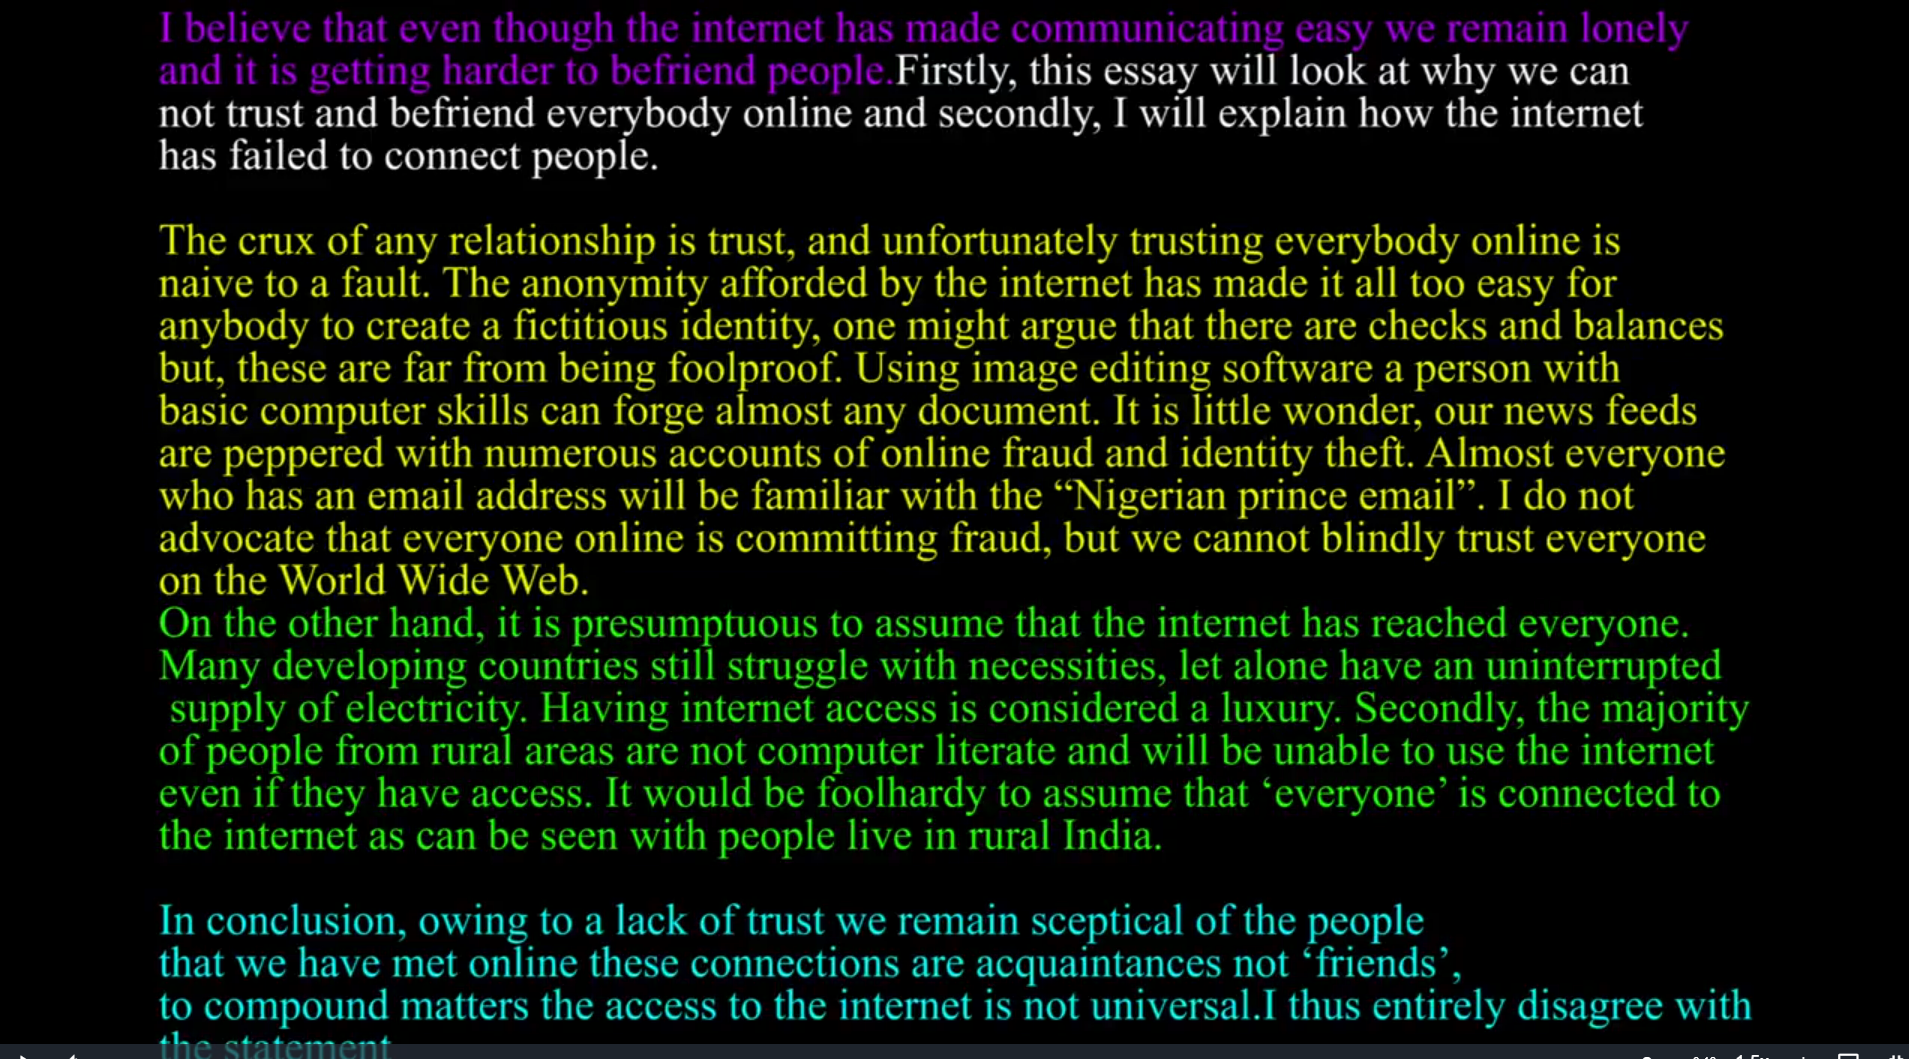 I believe that even though the internet has made communicating easy we remain lonely
and it is getting harder to befriend people.Firstly, this essay will look at why we can
not trust and befriend everybody online and secondly, I will explain how the internet
has failed to connect people.
The crux of any relationship is trust, and unfortunately trusting everybody online is
naive to a fault. The anonymity afforded by the internet has made it all too easy for
anybody to create a fictitious identity, one might argue that there are checks and balances
but, these are far from being foolproof. Using image editing software a person with
basic computer skills can forge almost any document. It is little wonder, our news feeds
are peppered with numerous accounts of online fraud and identity theft. Almost everyone
who has an email address will be familiar with the “Nigerian prince email”. I do not
advocate that everyone online is committing fraud, but we cannot blindly trust everyone
on the World Wide Web.
On the other hand, it is presumptuous to assume that the internet has reached everyone.
Many developing countries still struggle with necessities, let alone have an uninterrupted
supply of electricity. Having internet access is considered a luxury. Secondly, the majority
of people from rural areas are not computer literate and will be unable to use the internet
even if they have access. It would be foolhardy to assume that ‘everyone’ is connected to
the internet as can be seen with people live in rural India.
In conclusion, owing to a lack of trust we remain sceptical of the people
that we have met online these connections are acquaintances not ‘friends’,
to compound matters the access to the internet is not universal.I thus entirely disagree with
the statement